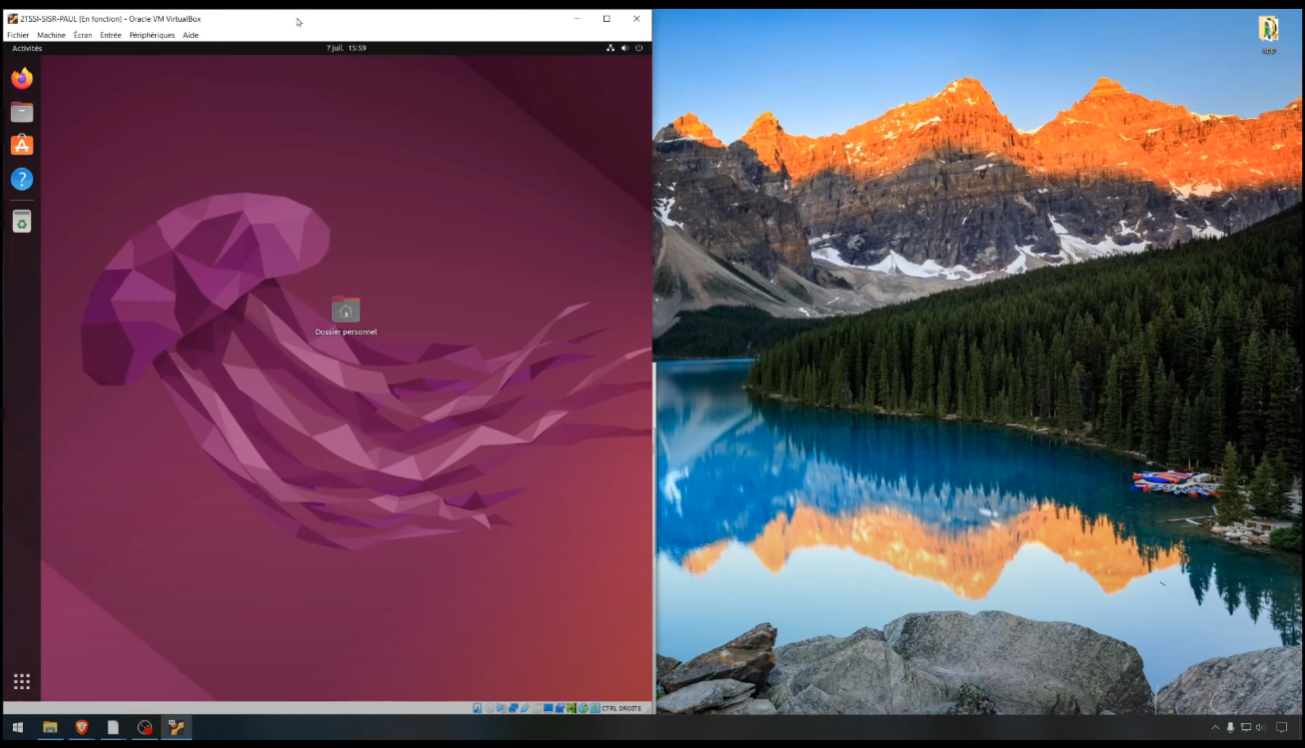 2TSSI-SISR-PAUL [En fonction] - Oracle VM VirtualBox
Fichier Machine Écran Entrée Périphériques Aide
Activités 7 juil. 15:59
app
Dossier personnel
CTRL DROITE